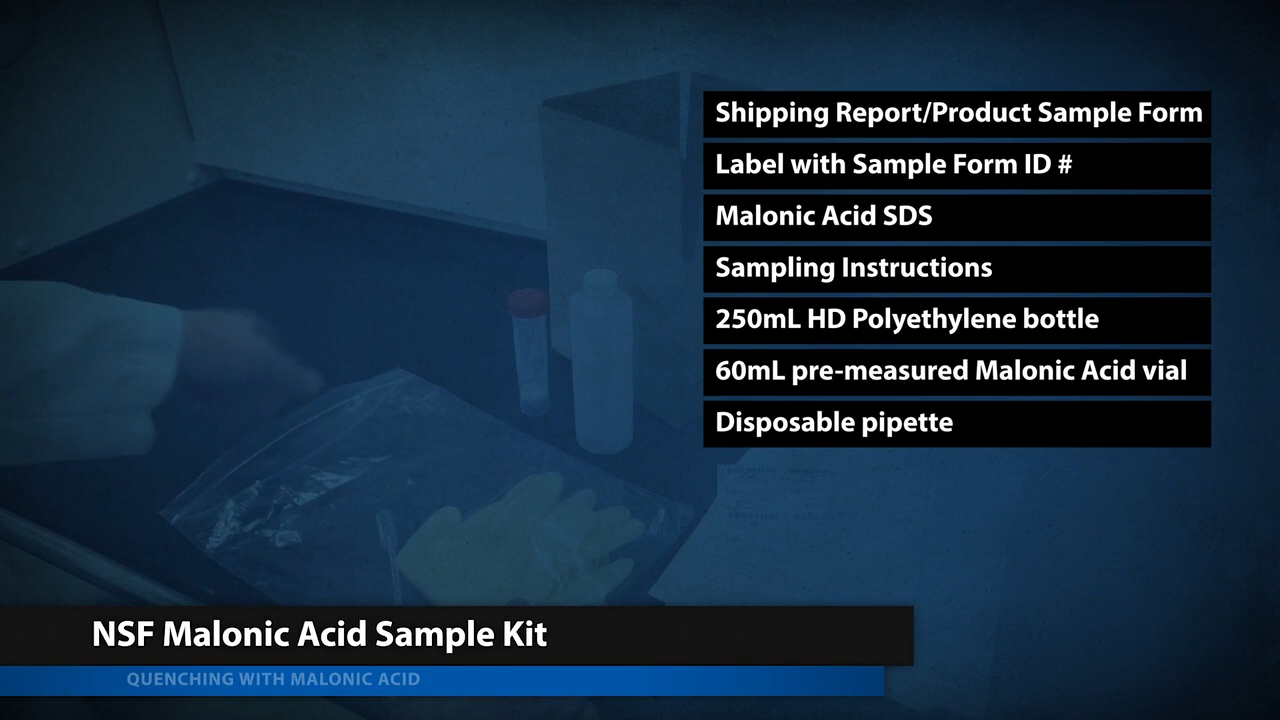 Shipping Report/Product Sample Form
Label with Sample Form ID #
Malonic Acid SDS
Sampling Instructions
250mL HD Polyethylene bottle
60mL pre-measured Malonic Acid vial
Disposable pipette
NSF Malonic Acid Sample Kit
QUENCHING WITH MALONIC ACID